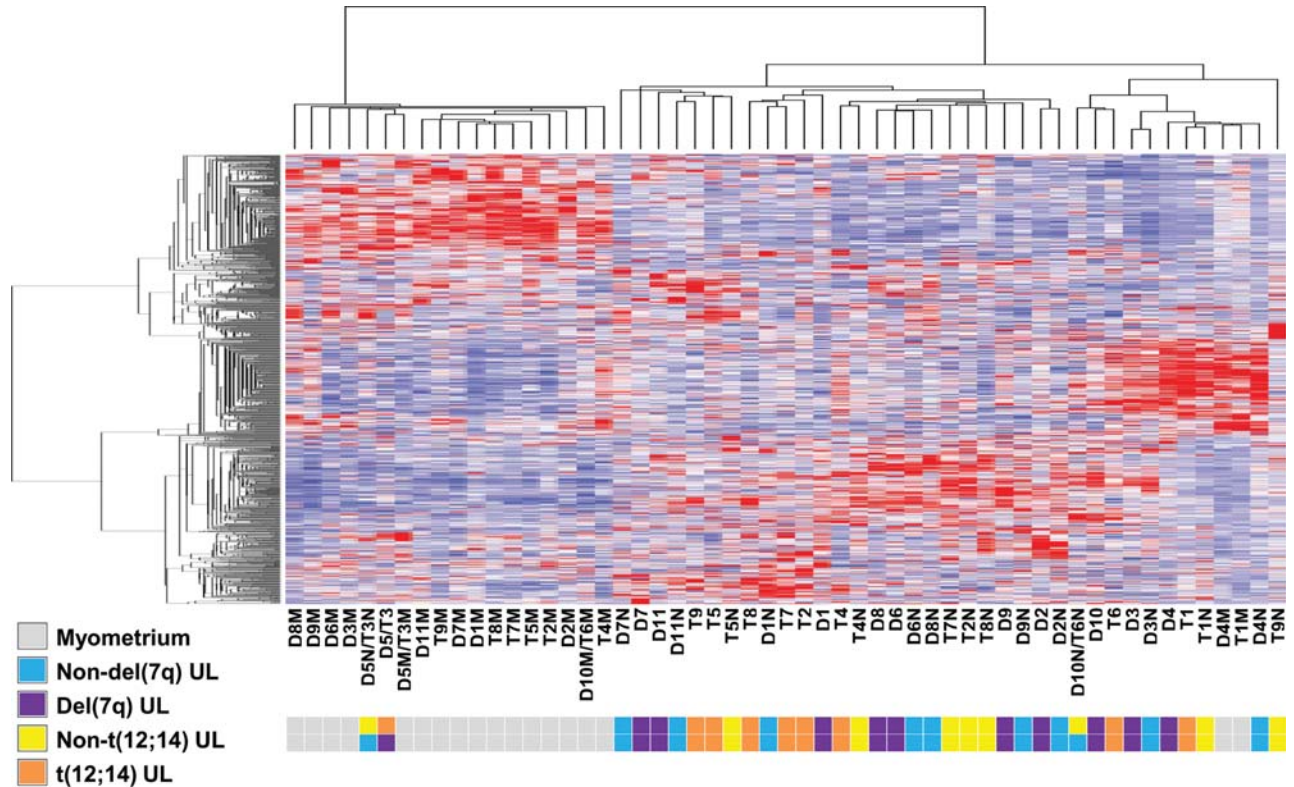 D8M
D9M
D6M
D3M
D5N/T3N
D5/T3
D5M/T3M
D11M
T9M
D7M
D1M
T8M
T7M
T5M
T2M
D2M
D10M/T6M
T4M
D7N
D7
D11
D11N
T9
T5
T5N
T8
D1N
T7
T2
D1
T4
T4N
D8
D6
D6N
D8N
T7N
T2N
T8N
D9
D9N
D2
D2N
D10N/T6N
D10
T6
D3
D3N
D4
T1
T1N
D4M
T1M
D4N
T9N
Myometrium
Non-del(7q) UL
Del(7q) UL
Non-t(12;14) UL
t(12;14) UL